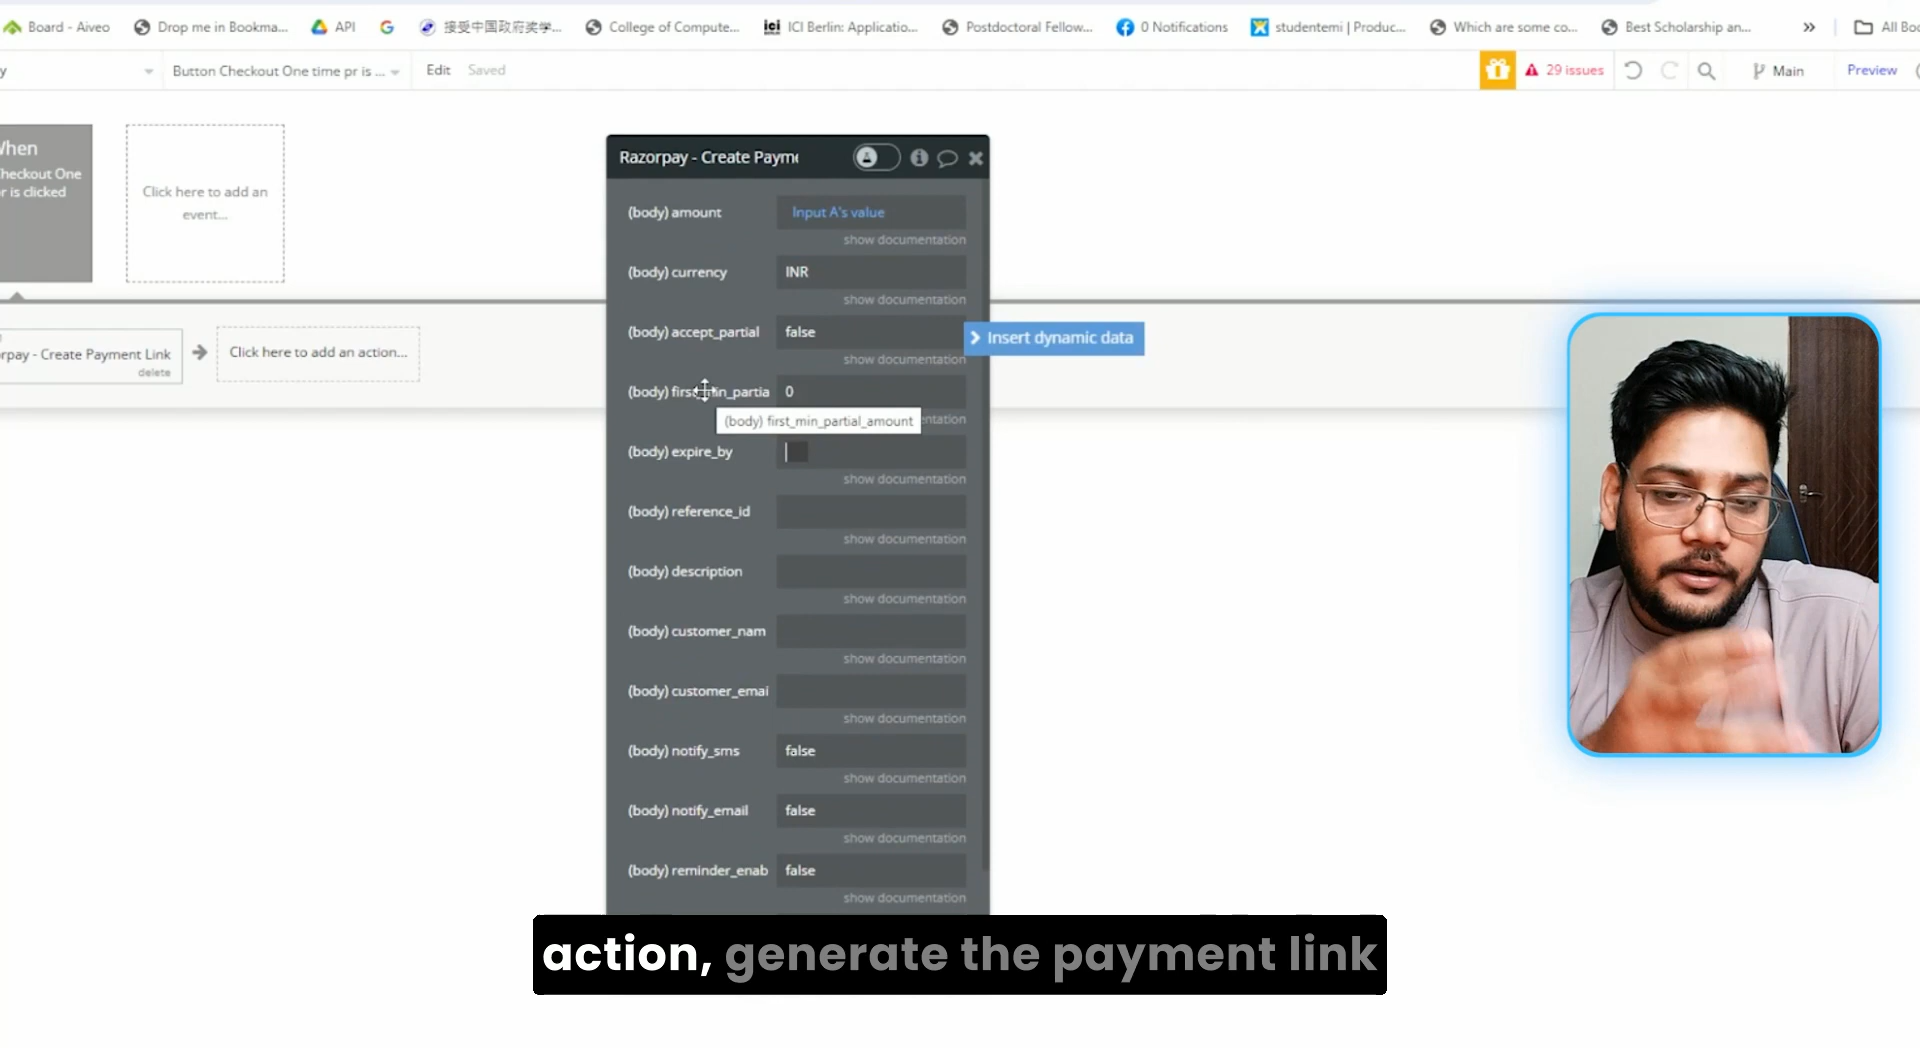 Board - Aiveo
Drop me in Bookma...
API
接受中国政府奖学...
College of Compute...
ici
ICI Berlin: Applicatio...
Postdoctoral Fellow...
0 Notifications
studentemi | Produc...
Which are some co...
Best Scholarship an...
»
All Boo
y
Button Checkout One time pr is ...
Edit
Saved
29 issues
Main
Preview
When
heckout One
r is clicked
Click here to add an
event...
rpay - Create Payment Link
delete
Click here to add an action...
Razorpay - Create Payme
(body) amount
Input A's value
show documentation
(body) currency
INR
show documentation
(body) accept_partial
false
Insert dynamic data
show documentation
(body) first_min_partia
0
(body) first_min_partial_amount
entation
(body) expire_by
show documentation
(body) reference_id
show documentation
(body) description
show documentation
(body) customer_nam
show documentation
(body) customer_emai
show documentation
(body) notify_sms
false
show documentation
(body) notify_email
false
show documentation
(body) reminder_enab
false
show documentation
action, generate the payment link